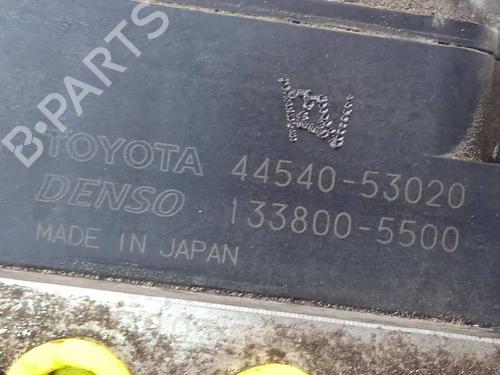 B-PARTS
TOYOTA 44540-53020
DENSO 133800-5500
MADE IN JAPAN